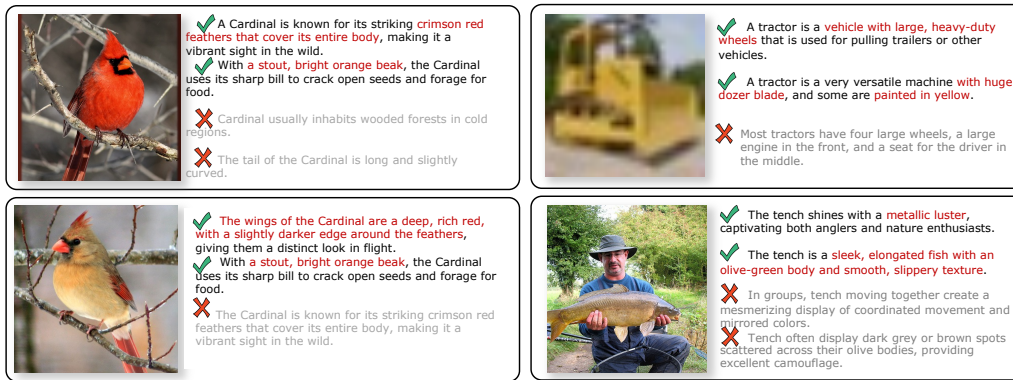 A Cardinal is known for its striking crimson red
feathers that cover its entire body, making it a
vibrant sight in the wild.
With a stout, bright orange beak, the Cardinal
uses its sharp bill to crack open seeds and forage for
food.
Cardinal usually inhabits wooded forests in cold
regions.
The tail of the Cardinal is long and slightly
curved.
A tractor is a vehicle with large, heavy-duty
wheels that is used for pulling trailers or other
vehicles.
A tractor is a very versatile machine with huge
dozer blade, and some are painted in yellow.
Most tractors have four large wheels, a large
engine in the front, and a seat for the driver in
the middle.
The wings of the Cardinal are a deep, rich red,
with a slightly darker edge around the feathers,
giving them a distinct look in flight.
With a stout, bright orange beak, the Cardinal
uses its sharp bill to crack open seeds and forage for
food.
The Cardinal is known for its striking crimson red
feathers that cover its entire body, making it a
vibrant sight in the wild.
The tench shines with a metallic luster,
captivating both anglers and nature enthusiasts.
The tench is a sleek, elongated fish with an
olive-green body and smooth, slippery texture.
In groups, tench moving together create a
mesmerizing display of coordinated movement and
mirrored colors.
Tench often display dark grey or brown spots
scattered across their olive bodies, providing
excellent camouflage.